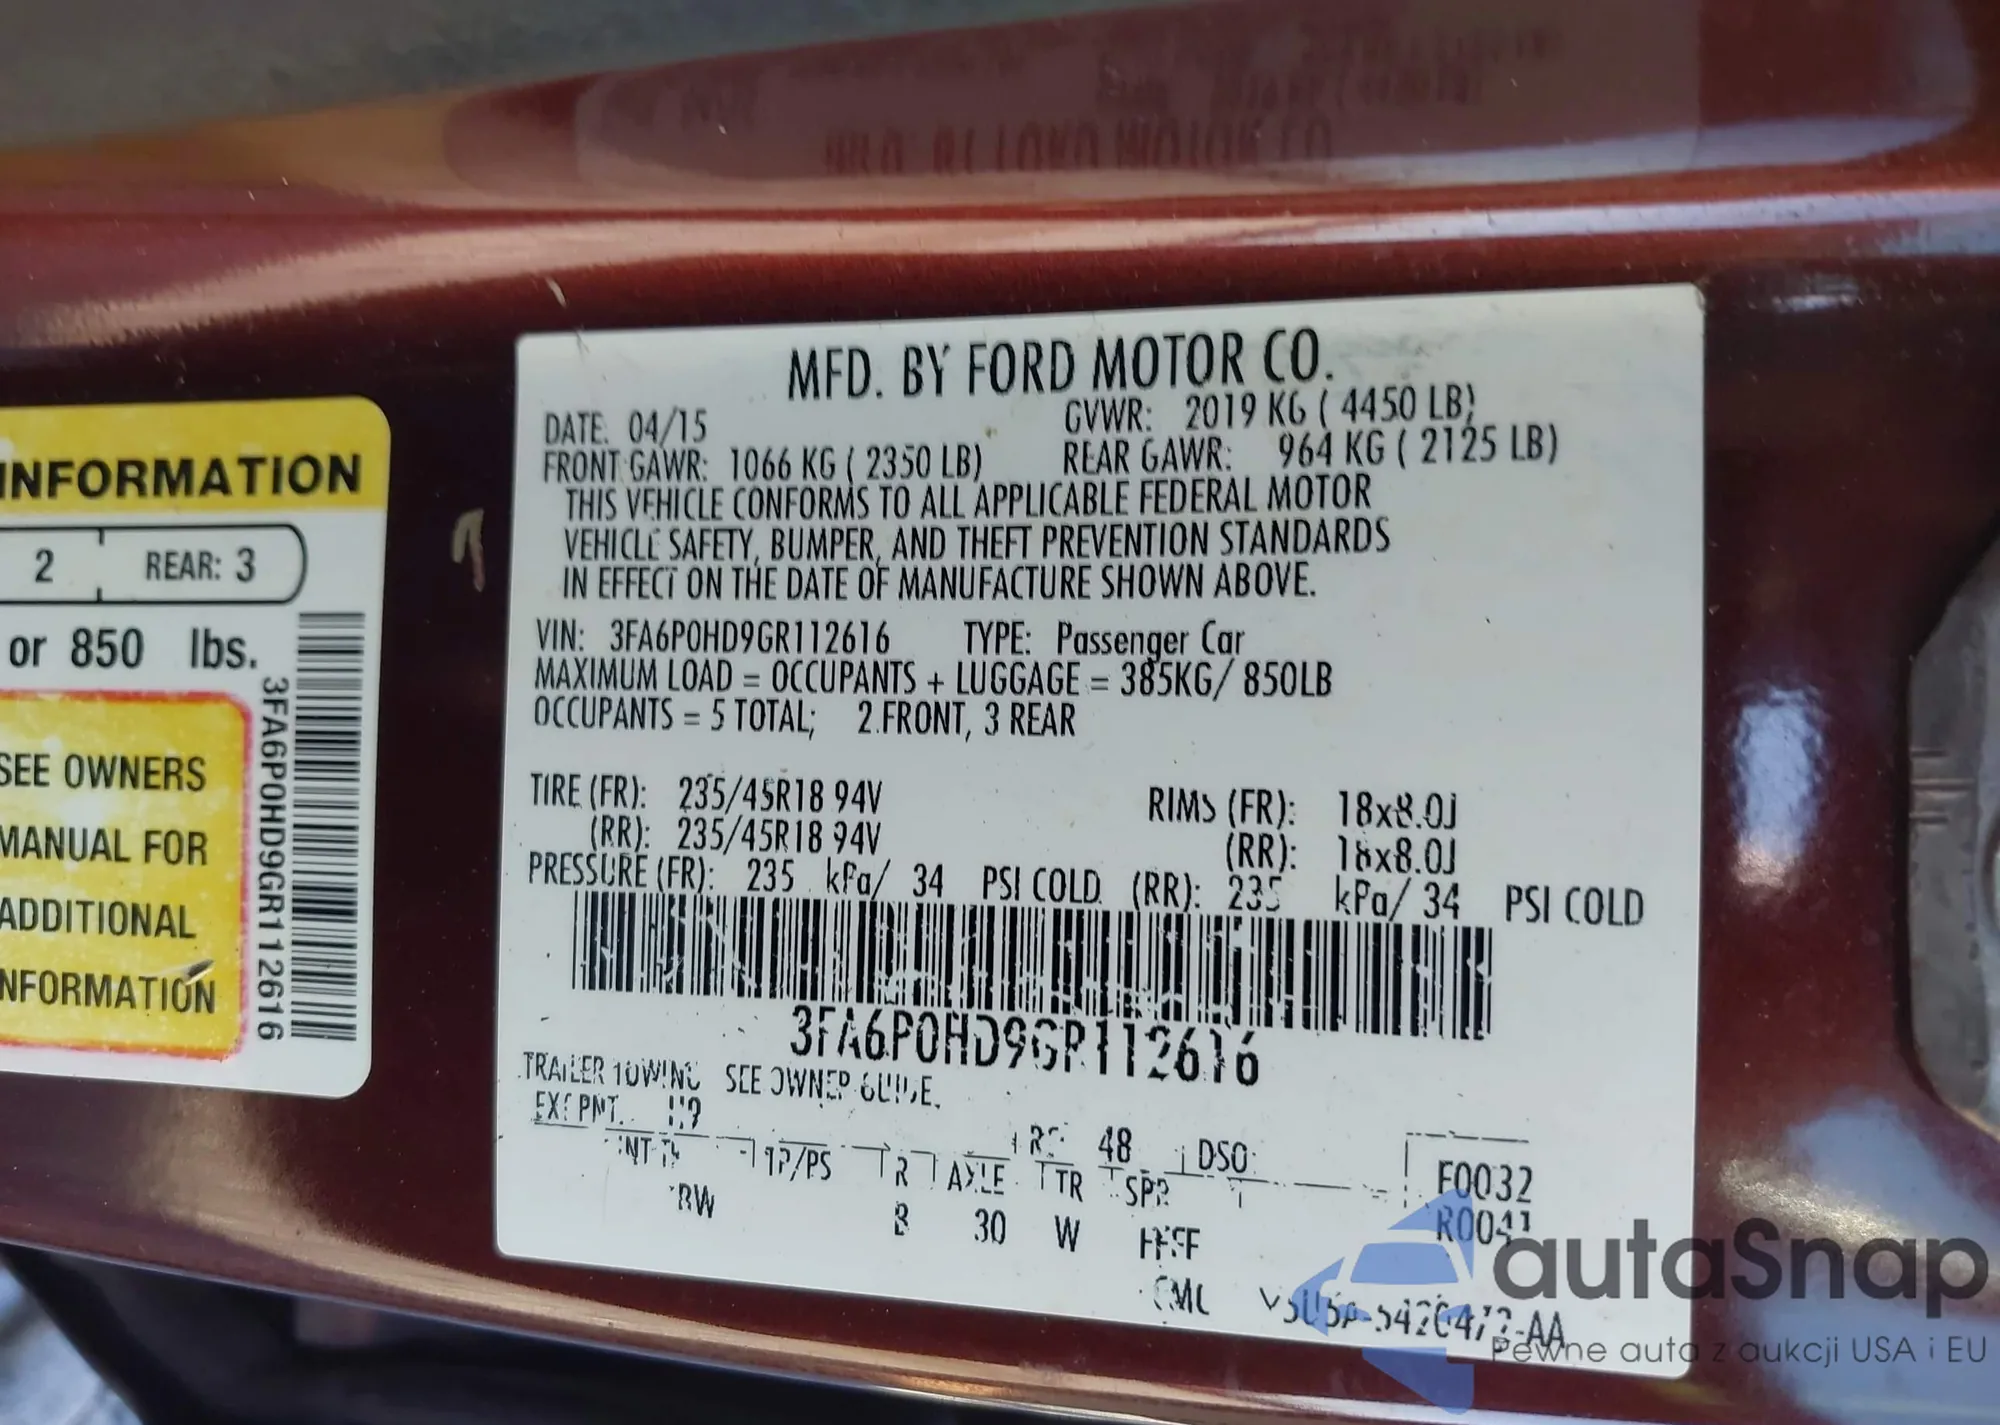 INFORMATION
2 REAR: 3
or 850 lbs.
SEE OWNERS
MANUAL FOR
ADDITIONAL
INFORMATION
3FA6P0HD9GR112616
MFD. BY FORD MOTOR CO.
DATE: 04/15 GVWR: 2019 KG ( 4450 LB)
FRONT GAWR: 1066 KG ( 2350 LB) REAR GAWR: 964 KG ( 2125 LB)
THIS VEHICLE CONFORMS TO ALL APPLICABLE FEDERAL MOTOR
VEHICLE SAFETY, BUMPER, AND THEFT PREVENTION STANDARDS
IN EFFECT ON THE DATE OF MANUFACTURE SHOWN ABOVE.
VIN: 3FA6P0HD9GR112616 TYPE: Passenger Car
MAXIMUM LOAD = OCCUPANTS + LUGGAGE = 385KG/ 850LB
OCCUPANTS = 5 TOTAL; 2 FRONT, 3 REAR
TIRE (FR): 235/45R18 94V RIMS (FR): 18x8.0J
(RR): 235/45R18 94V (RR): 18x8.0J
PRESSURE (FR): 235 kPa/ 34 PSI COLD (RR): 235 kPa/ 34 PSI COLD
3FA6P0HD9GR112616
TRAILER TOWING SEE OWNER GUIDE.
EXT PNT: 48 DSO:
TP/PS R AXLE TR SPR F0032
RW B 30 W R0041
autaSnap
Pewne auta z aukcji USA i EU